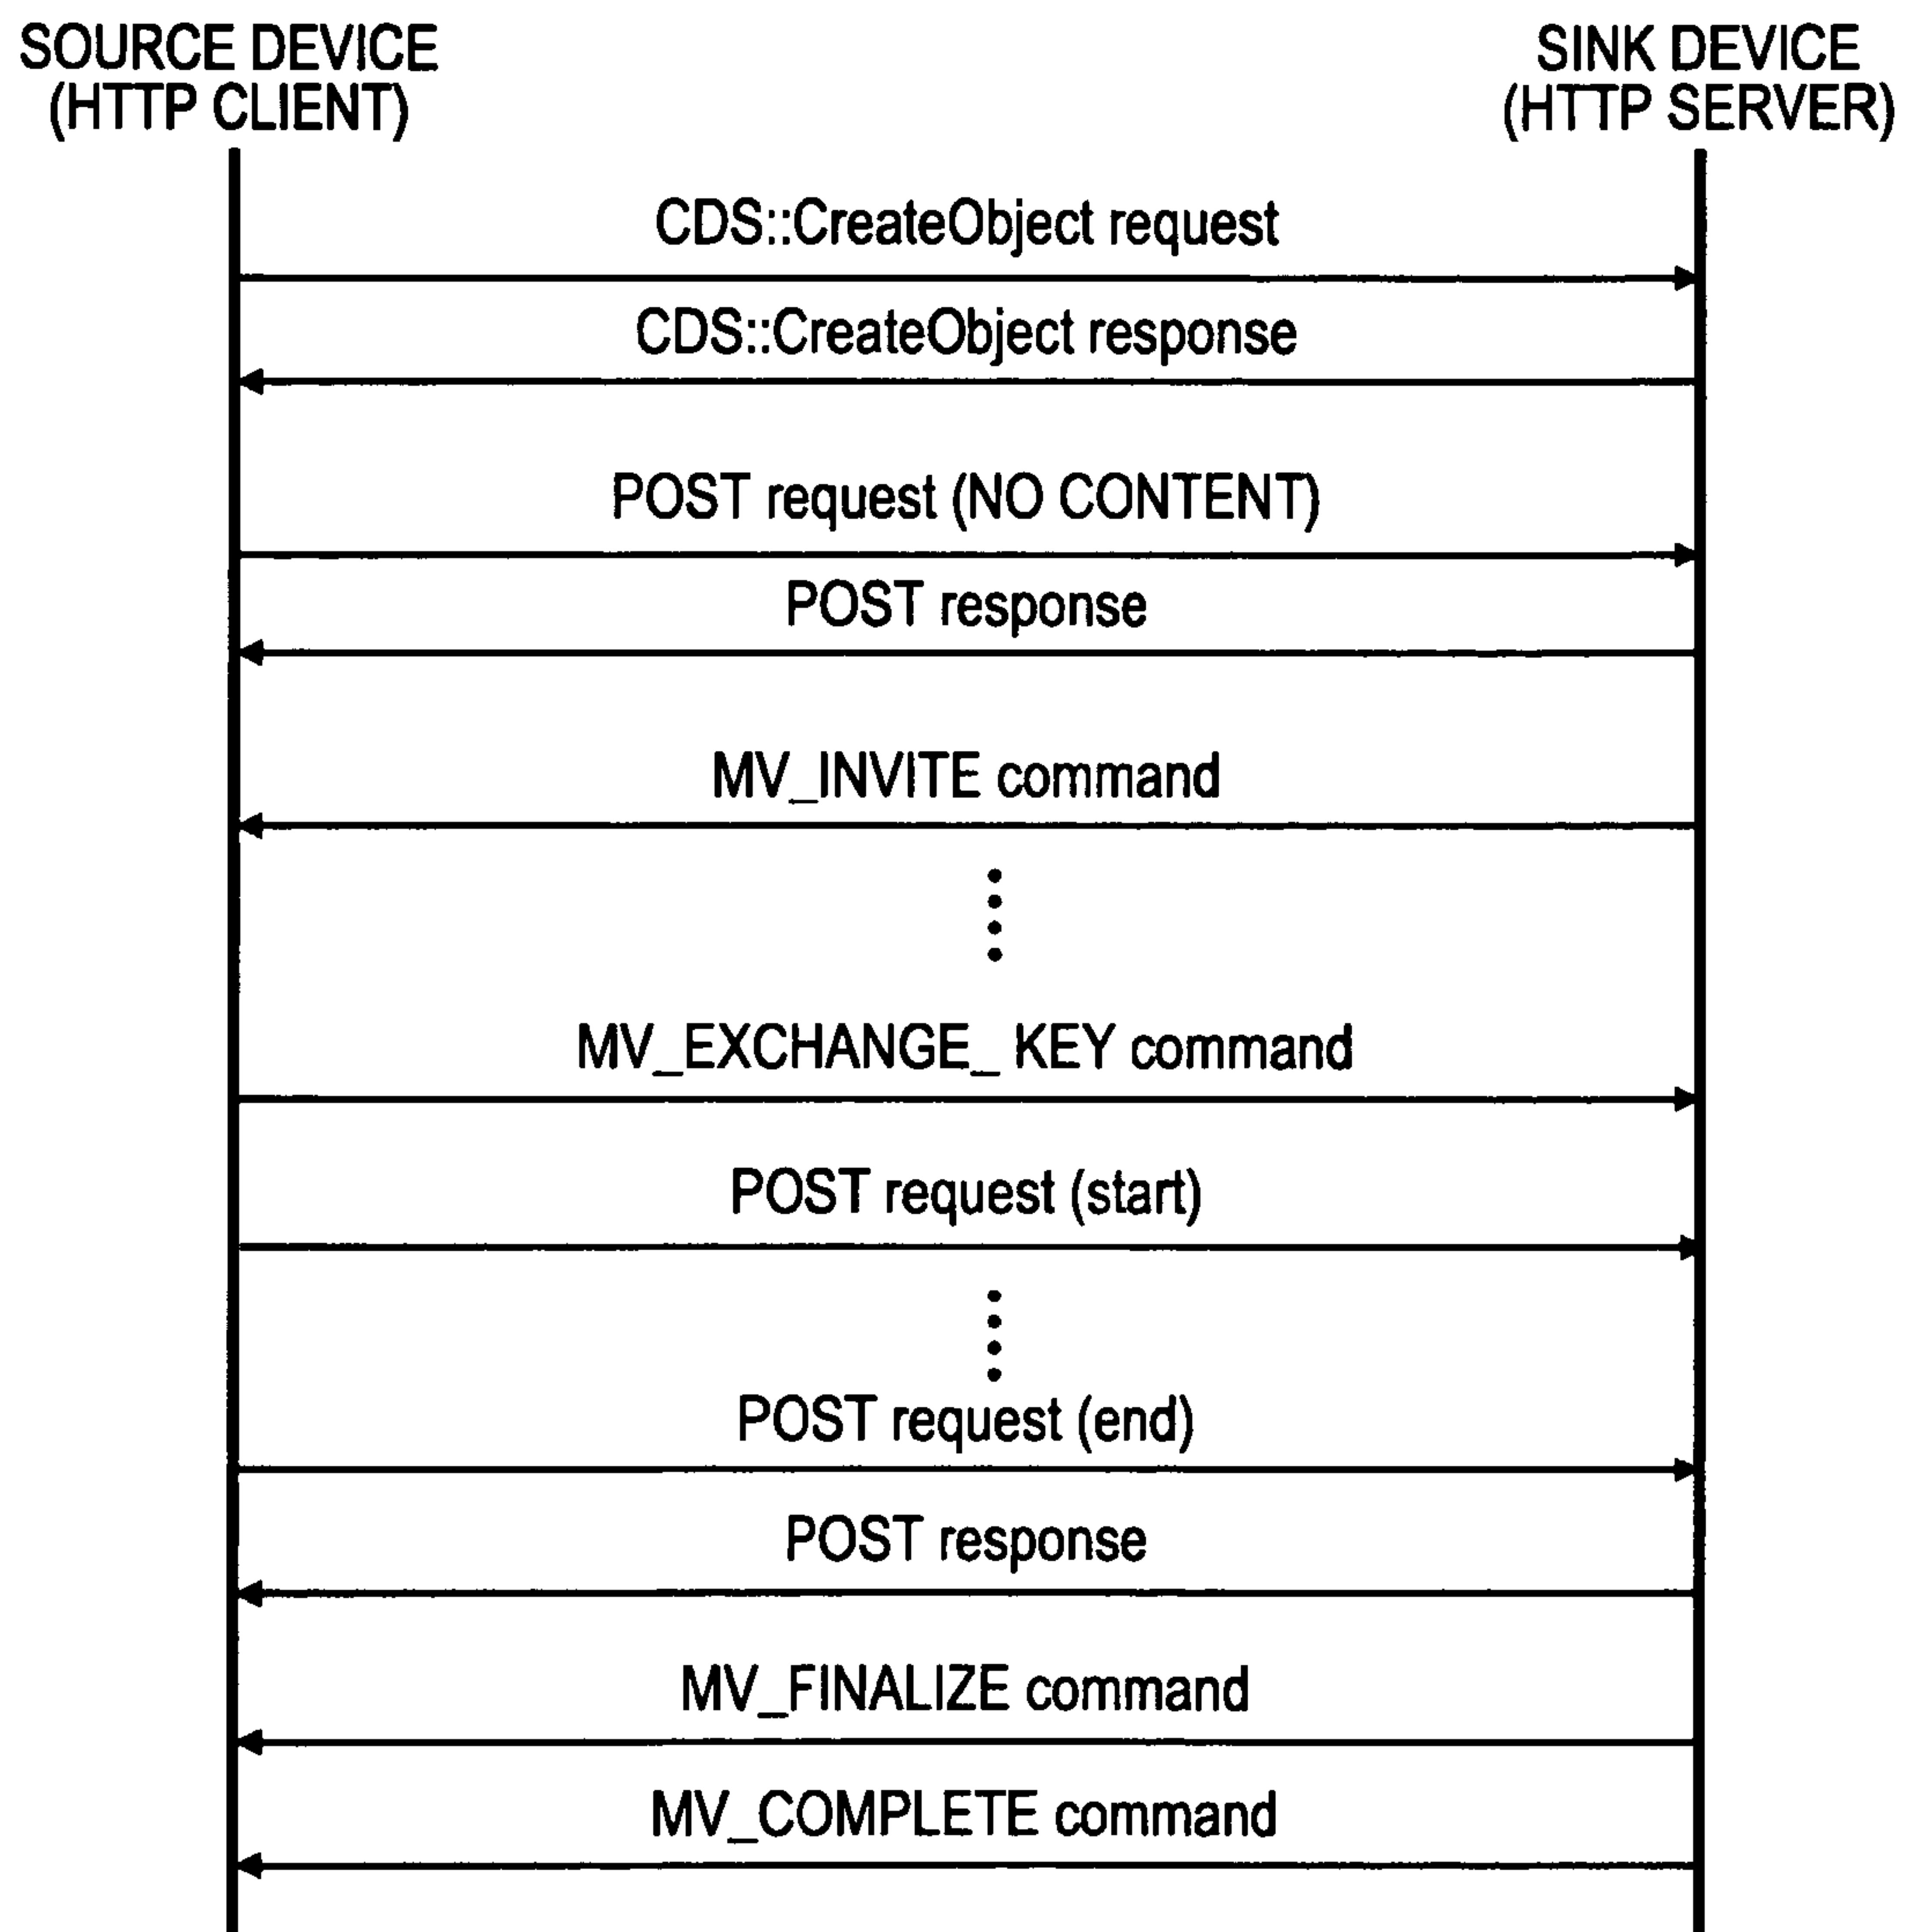 SOURCE DEVICE
(HTTP CLIENT)
SINK DEVICE
(HTTP SERVER)
CDS::CreateObject request
CDS::CreateObject response
POST request (NO CONTENT)
POST response
MV_INVITE command
MV_EXCHANGE_ KEY command
POST request (start)
POST request (end)
POST response
MV_FINALIZE command
MV_COMPLETE command